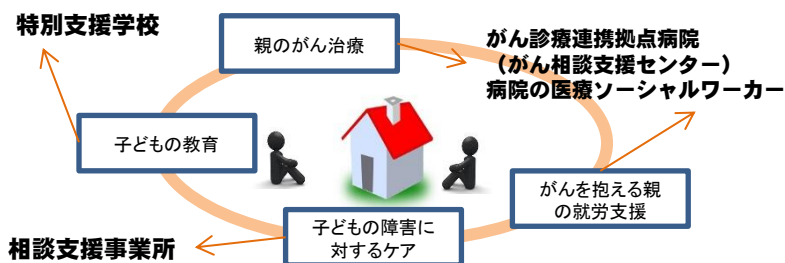 特別支援学校
親のがん治療
がん診療連携拠点病院
（がん相談支援センター）
病院の医療ソーシャルワーカー
子どもの教育
がんを抱える親
の就労支援
子どもの障害に
対するケア
相談支援事業所